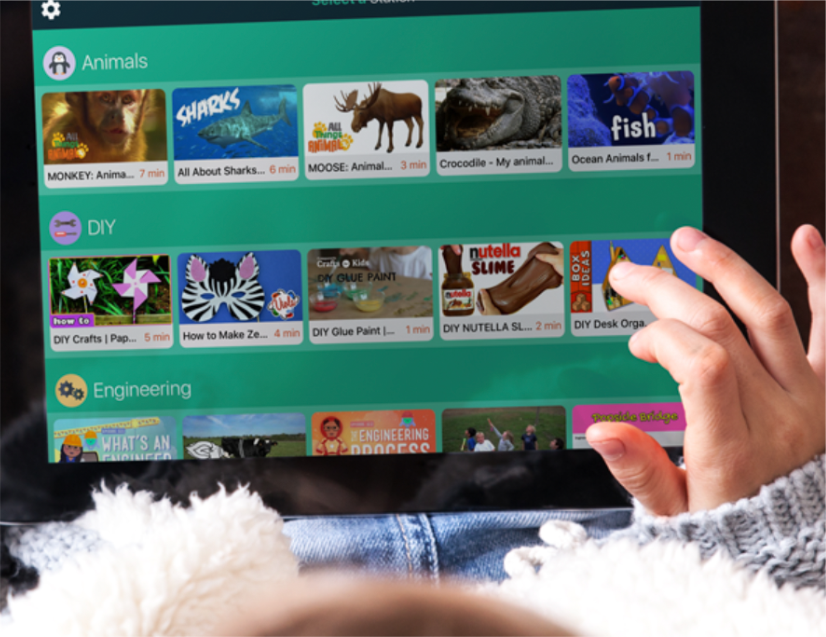 Select a Station
Animals
SHARKS
fish
ALL
Things
ANIMAL
ALL
Things
ANIMAL
MONKEY: Anima... 7 min
All About Sharks... 6 min
MOOSE: Animal... 3 min
Crocodile - My animal...
Ocean Animals f... 1 min
DIY
Crafts
Kids
DIY GLUE PAINT
nutella
SLIME
nutella
BOX
IDEAS
how to
DIY Crafts | Pap... 5 min
How to Make Ze... 4 min
DIY Glue Paint |... 1 min
DIY NUTELLA SL... 2 min
DIY Desk Orga...
Engineering
WHAT'S AN
ENGINEER
THE ENGINEERING
PROCESS
Bridge